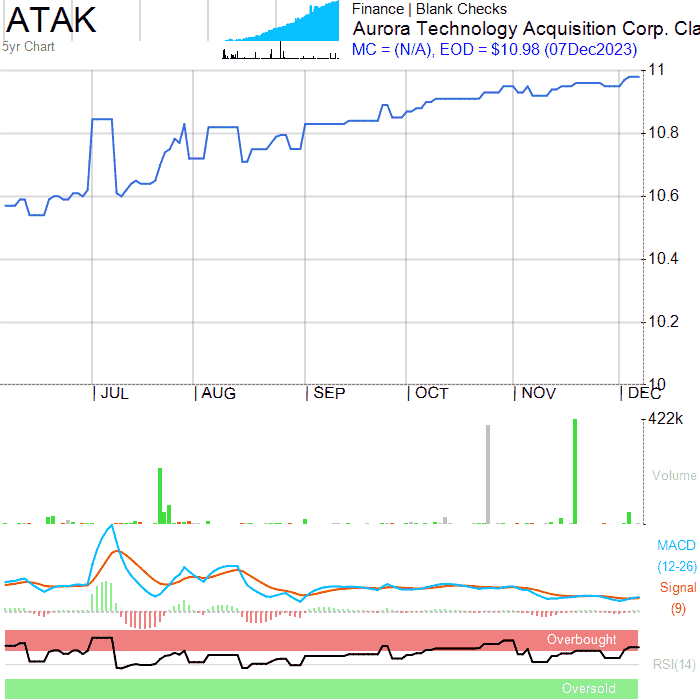 ATAK
5yr Chart
Finance | Blank Checks
Aurora Technology Acquisition Corp. Cla
MC = (N/A), EOD = $10.98 (07Dec2023)
11
10.8
10.6
10.4
10.2
10
JUL AUG SEP OCT NOV DEC
422k
Volume
MACD
(12-26)
Signal
(9)
Overbought
RSI(14)
Oversold